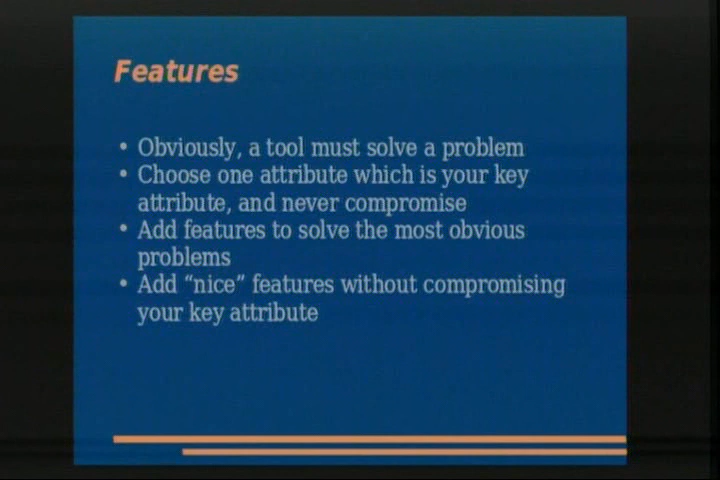 Features
• Obviously, a tool must solve a problem
• Choose one attribute which is your key
attribute, and never compromise
• Add features to solve the most obvious
problems
• Add “nice” features without compromising
your key attribute